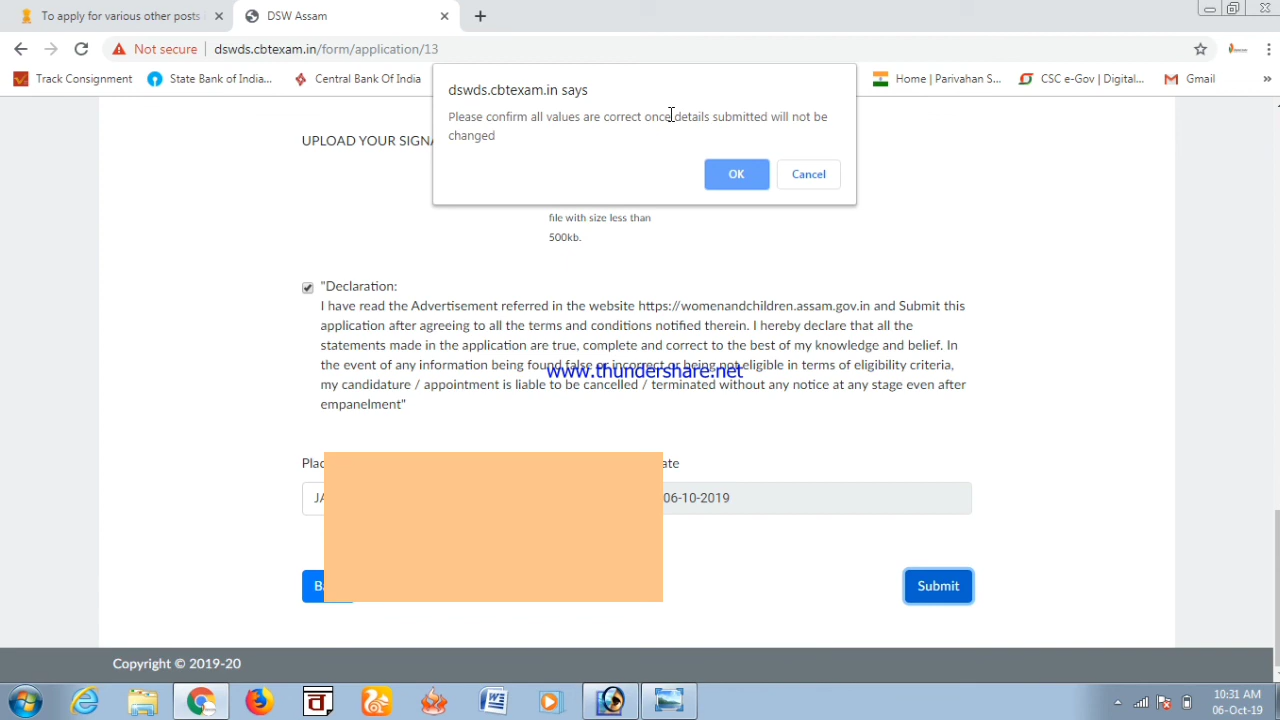 To apply for various other posts
DSW Assam
Not secure
dswds.cbtexam.in/form/application/13
Track Consignment
State Bank of India...
Central Bank Of India
Home | Parivahan S...
CSC e-Gov | Digital...
Gmail
»
dswds.cbtexam.in says
Please confirm all values are correct once details submitted will not be
changed
OK
Cancel
UPLOAD YOUR SIGNA
file with size less than
500kb.
"Declaration:
I have read the Advertisement referred in the website https://womenandchildren.assam.gov.in and Submit this
application after agreeing to all the terms and conditions notified therein. I hereby declare that all the
statements made in the application are true, complete and correct to the best of my knowledge and belief. In
the event of any information being found false or incorrect or being not eligible in terms of eligibility criteria,
www.thundershare.net
my candidature / appointment is liable to be cancelled / terminated without any notice at any stage even after
empanelment"
Plac
ate
JA
06-10-2019
Submit
Copyright © 2019-20
10:31 AM
06-Oct-19